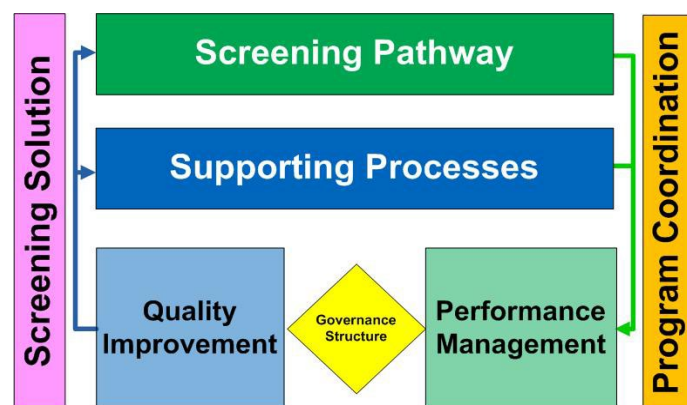 Screening Solution
Screening Pathway
Supporting Processes
Quality
Improvement
Governance
Structure
Performance
Management
Program Coordination